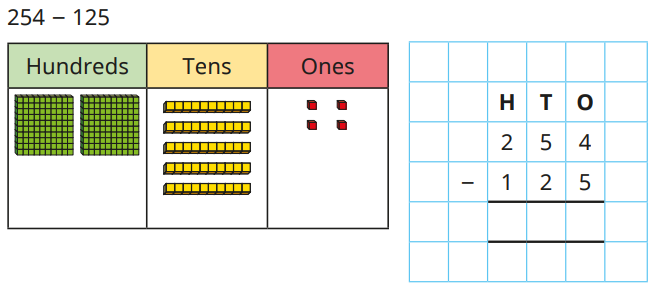 254 − 125
Hundreds Tens Ones
H T O
2 5 4
− 1 2 5